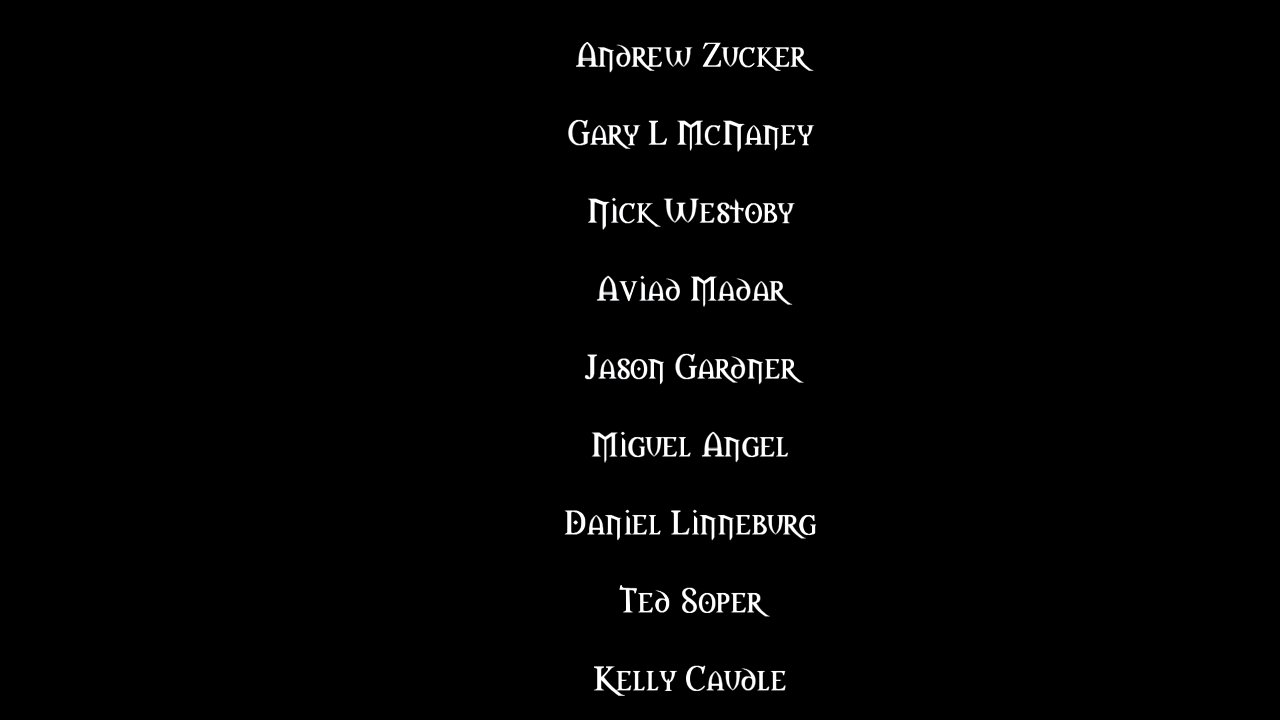 Andrew Zucker
Gary L McNaney
Nick Westoby
Aviad Madar
Jason Gardner
Miguel Angel
Daniel Linneburg
Ted Soper
Kelly Caudle